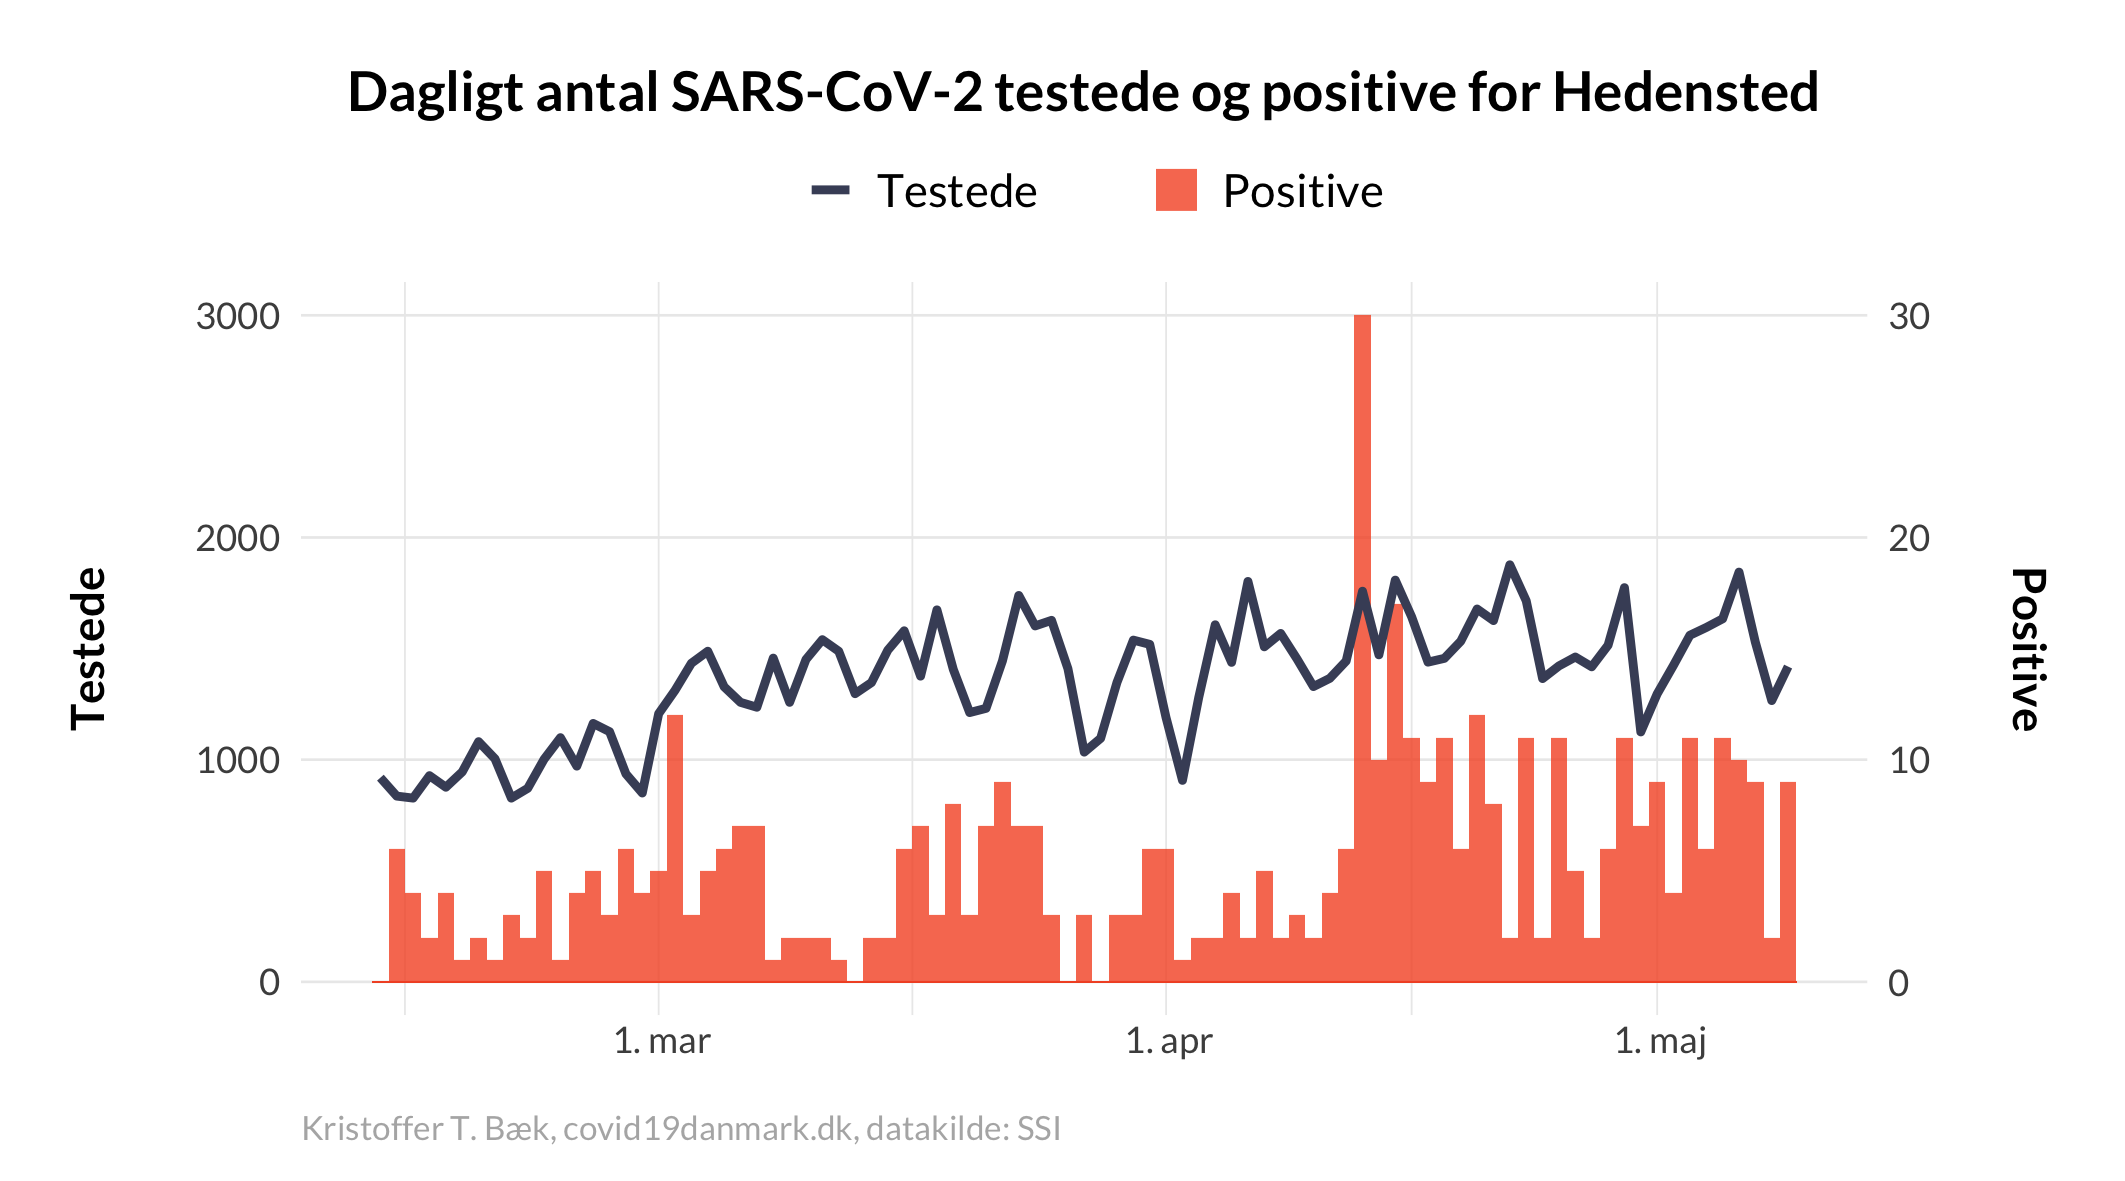 Dagligt antal SARS-CoV-2 testede og positive for Hedensted
Testede
Positive
3000
2000
1000
0
30
20
10
0
Testede
Positive
1. mar
1. apr
1. maj
Kristoffer T. Bæk, covid19danmark.dk, datakilde: SSI